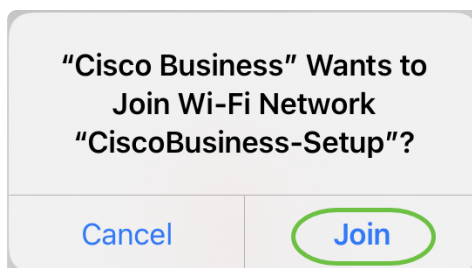 “Cisco Business” Wants to
Join Wi-Fi Network
“CiscoBusiness-Setup”?
Cancel
Join